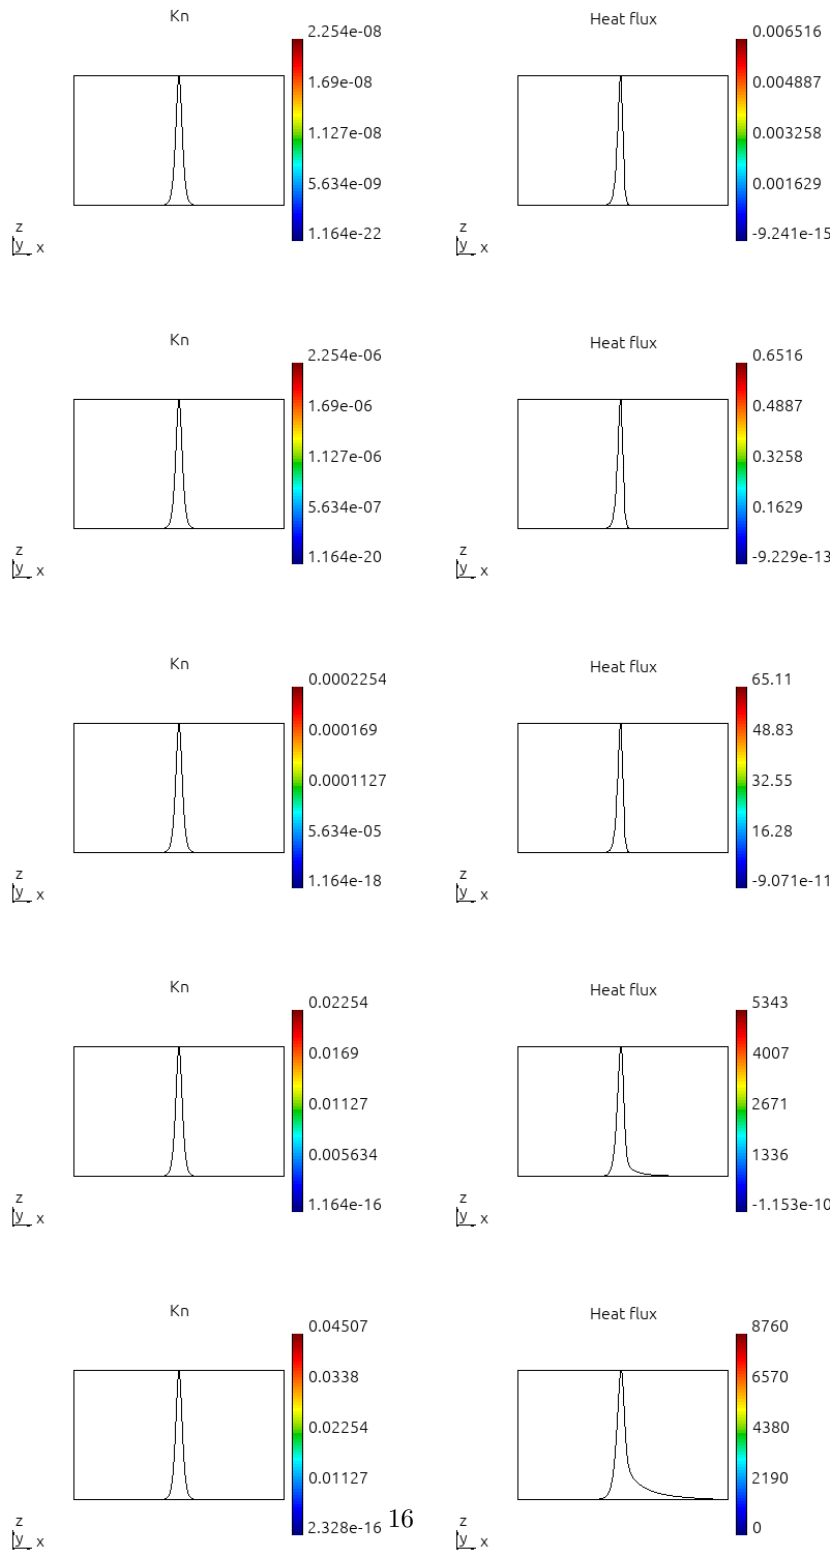 Kn
2.254e-08
1.69e-08
1.127e-08
5.634e-09
1.164e-22
z
y x
Heat flux
0.006516
0.004887
0.003258
0.001629
-9.241e-15
z
y x
Kn
2.254e-06
1.69e-06
1.127e-06
5.634e-07
1.164e-20
z
y x
Heat flux
0.6516
0.4887
0.3258
0.1629
-9.229e-13
z
y x
Kn
0.0002254
0.000169
0.0001127
5.634e-05
1.164e-18
z
y x
Heat flux
65.11
48.83
32.55
16.28
-9.071e-11
z
y x
Kn
0.02254
0.0169
0.01127
0.005634
1.164e-16
z
y x
Heat flux
5343
4007
2671
1336
-1.153e-10
z
y x
Kn
0.04507
0.0338
0.02254
0.01127
2.328e-16
z
y x
Heat flux
8760
6570
4380
2190
0
z
y x
16